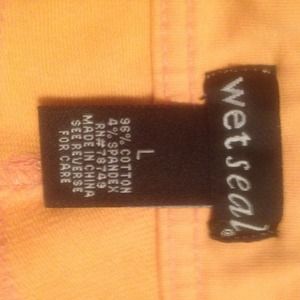 wet seal®
L
96% COTTON
4% SPANDEX
RN# 78749
MADE IN CHINA
SEE REVERSE
FOR CARE